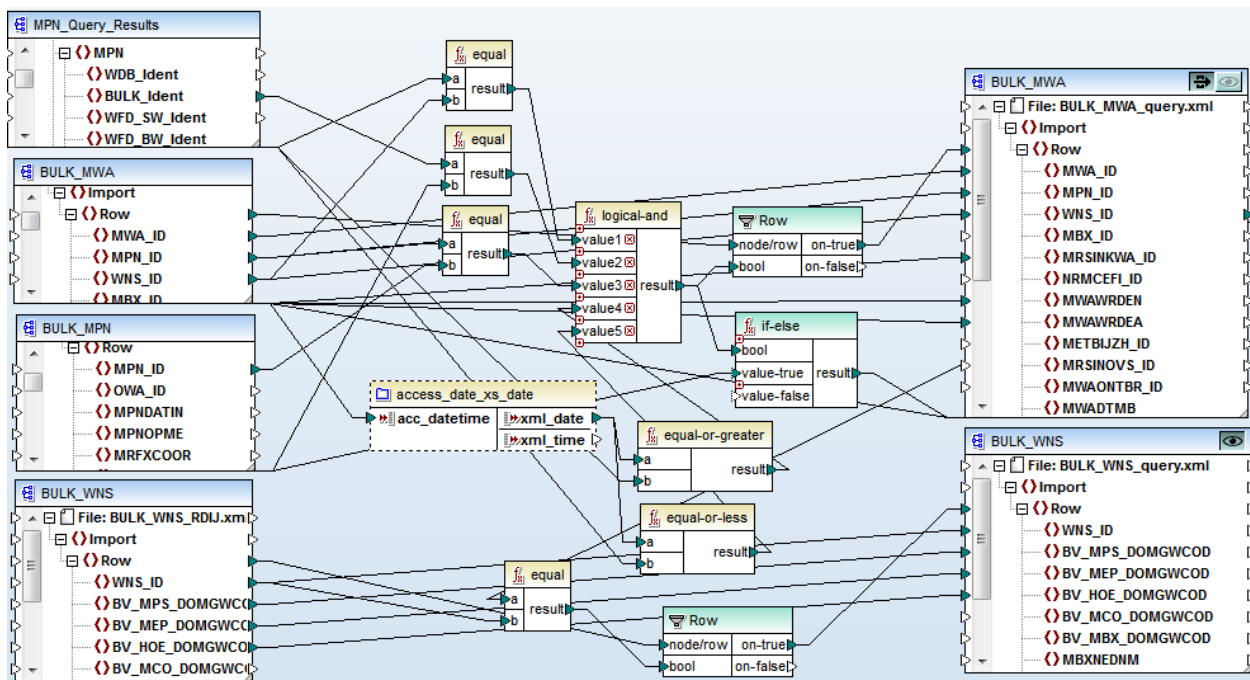 MPN_Query_Results
MPN
WDB_Ident
BULK_Ident
WFD_SW_Ident
WFD_BW_Ident
BULK_MWA
Import
Row
MWA_ID
MPN_ID
WNS_ID
MBX_ID
BULK_MPN
Row
MPN_ID
OWA_ID
MPNDATIN
MPNOPME
MRFXCOOR
BULK_WNS
File: BULK_WNS_RDIJ.xm
Import
Row
WNS_ID
BV_MPS_DOMGWCO
BV_MEP_DOMGWCO
BV_HOE_DOMGWCO
BV_MCO_DOMGWC
equal
a
b
result
equal
a
b
result
equal
a
b
result
logical-and
value1
value2
value3
value4
value5
result
Row
node/row on-true
bool on-false
if-else
bool
value-true
value-false
result
access_date_xs_date
acc_datetime xml_date
xml_time
equal-or-greater
a
b
result
equal-or-less
a
b
result
equal
a
b
result
Row
node/row on-true
bool on-false
BULK_MWA
File: BULK_MWA_query.xml
Import
Row
MWA_ID
MPN_ID
WNS_ID
MBX_ID
MRSINKWA_ID
NRMCEFI_ID
MWAWRDEN
MWAWRDEA
METBIJZH_ID
MRSINOVS_ID
MWAONTBR_ID
MWADTMB
BULK_WNS
File: BULK_WNS_query.xml
Import
Row
WNS_ID
BV_MPS_DOMGWCOD
BV_MEP_DOMGWCOD
BV_HOE_DOMGWCOD
BV_MCO_DOMGWCOD
BV_MBX_DOMGWCOD
MBXNEDNM